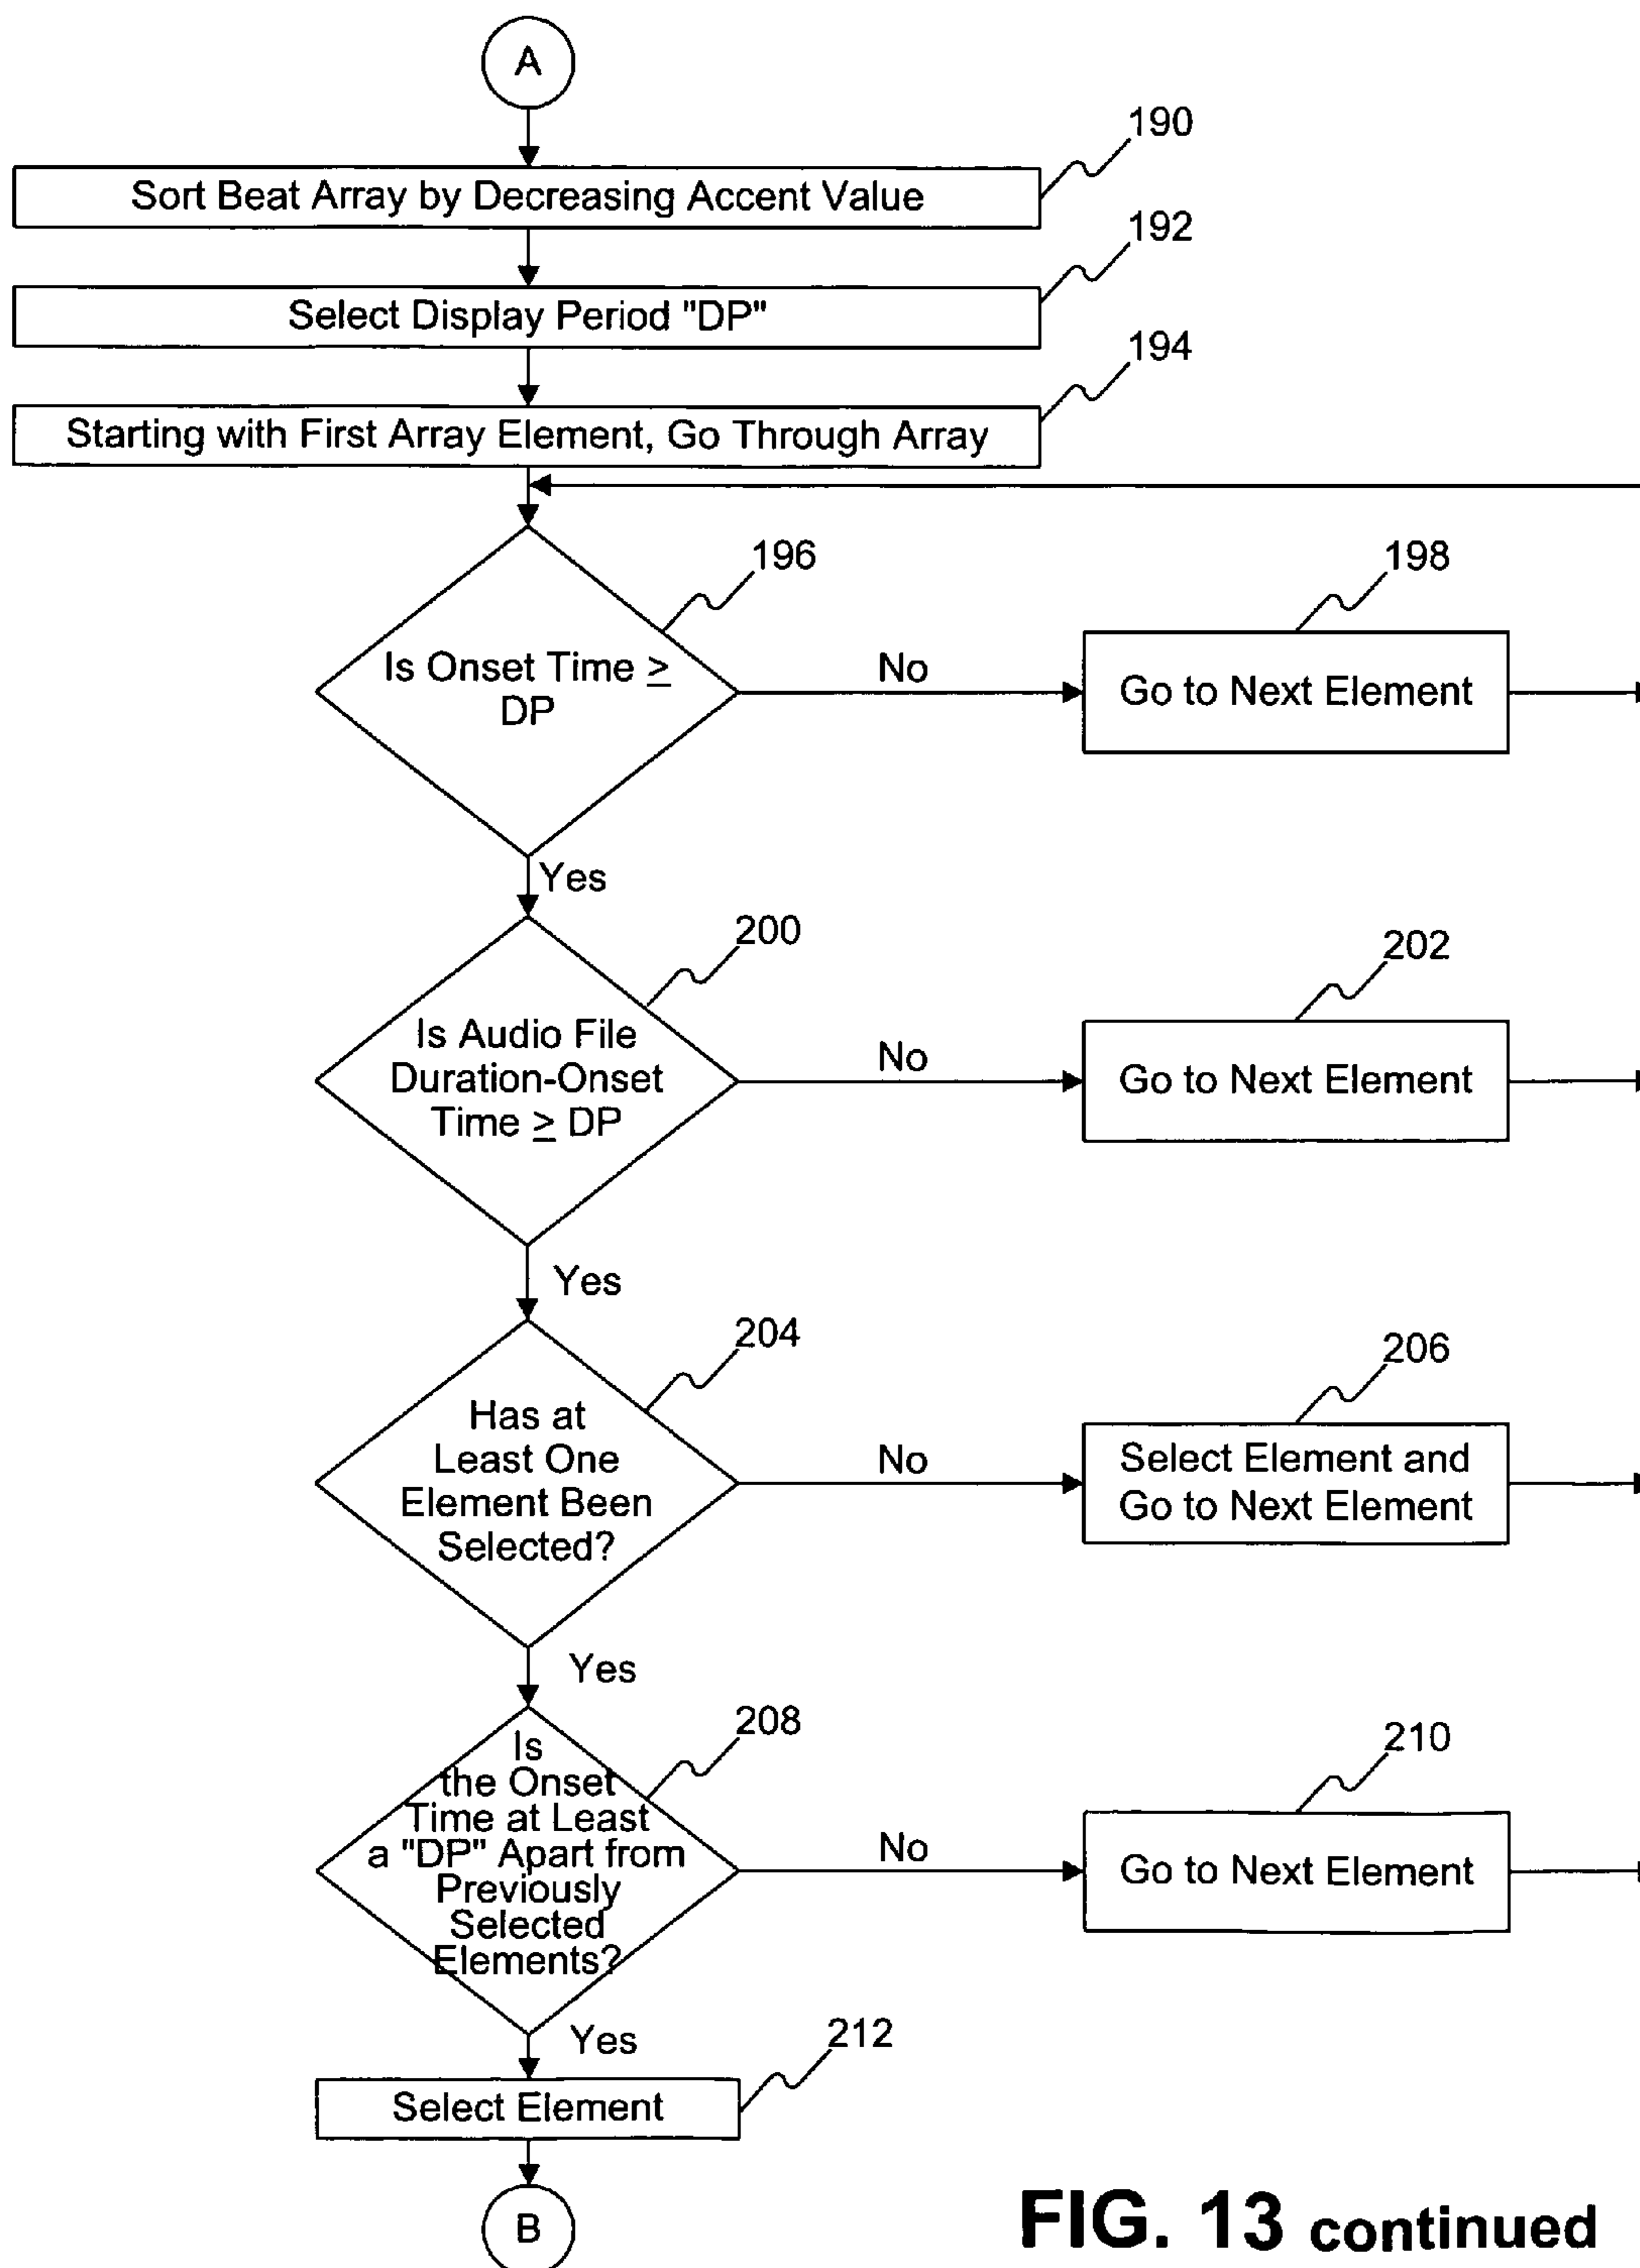 A
190
Sort Beat Array by Decreasing Accent Value
192
Select Display Period "DP"
194
Starting with First Array Element, Go Through Array
196
198
Is Onset Time ≥
DP
No
Go to Next Element
Yes
200
202
Is Audio File
Duration-Onset
Time ≥ DP
No
Go to Next Element
Yes
204
206
Has at
Least One
Element Been
Selected?
No
Select Element and
Go to Next Element
Yes
208
210
Is
the Onset
Time at Least
a "DP" Apart from
Previously
Selected
Elements?
No
Go to Next Element
Yes
212
Select Element
B
FIG. 13 continued